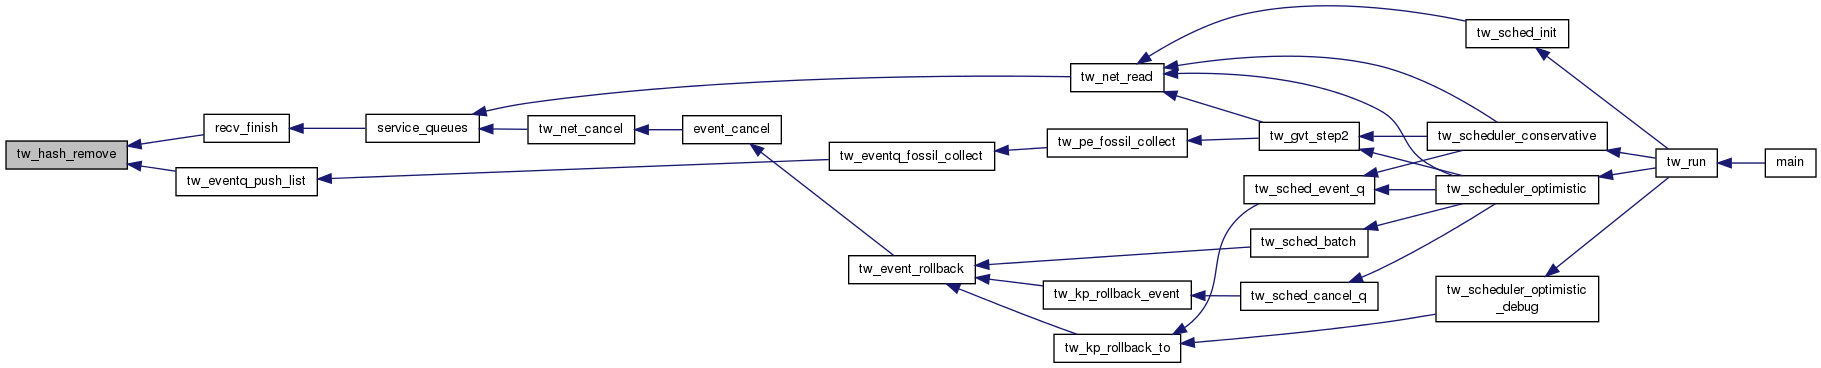 tw_hash_remove
recv_finish
tw_eventq_push_list
service_queues
tw_net_cancel
event_cancel
tw_eventq_fossil_collect
tw_event_rollback
tw_net_read
tw_pe_fossil_collect
tw_kp_rollback_event
tw_kp_rollback_to
tw_gvt_step2
tw_sched_event_q
tw_sched_batch
tw_sched_cancel_q
tw_sched_init
tw_scheduler_conservative
tw_scheduler_optimistic
tw_scheduler_optimistic
_debug
tw_run
main